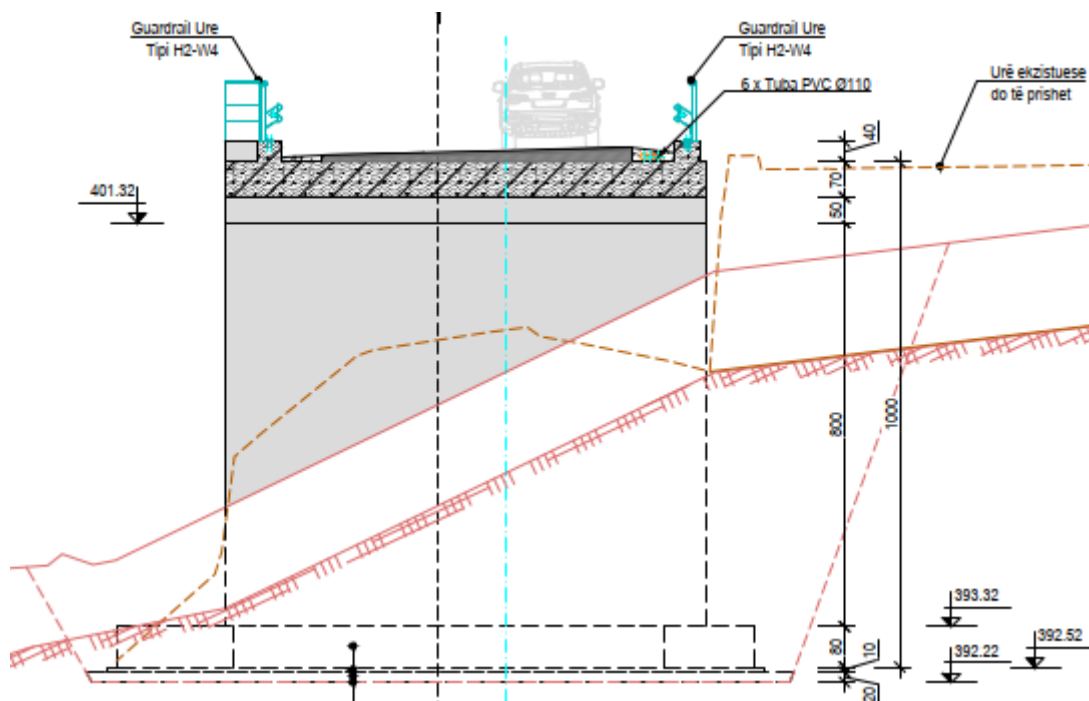 Guardrail Ure
Tipi H2-W4
Guardrail Ure
Tipi H2-W4
6 x Tuba PVC Ø110
Urë ekzistuese
do të prishet
401.32
40
70
50
800
1000
393.32
392.52
392.22
80
10
20